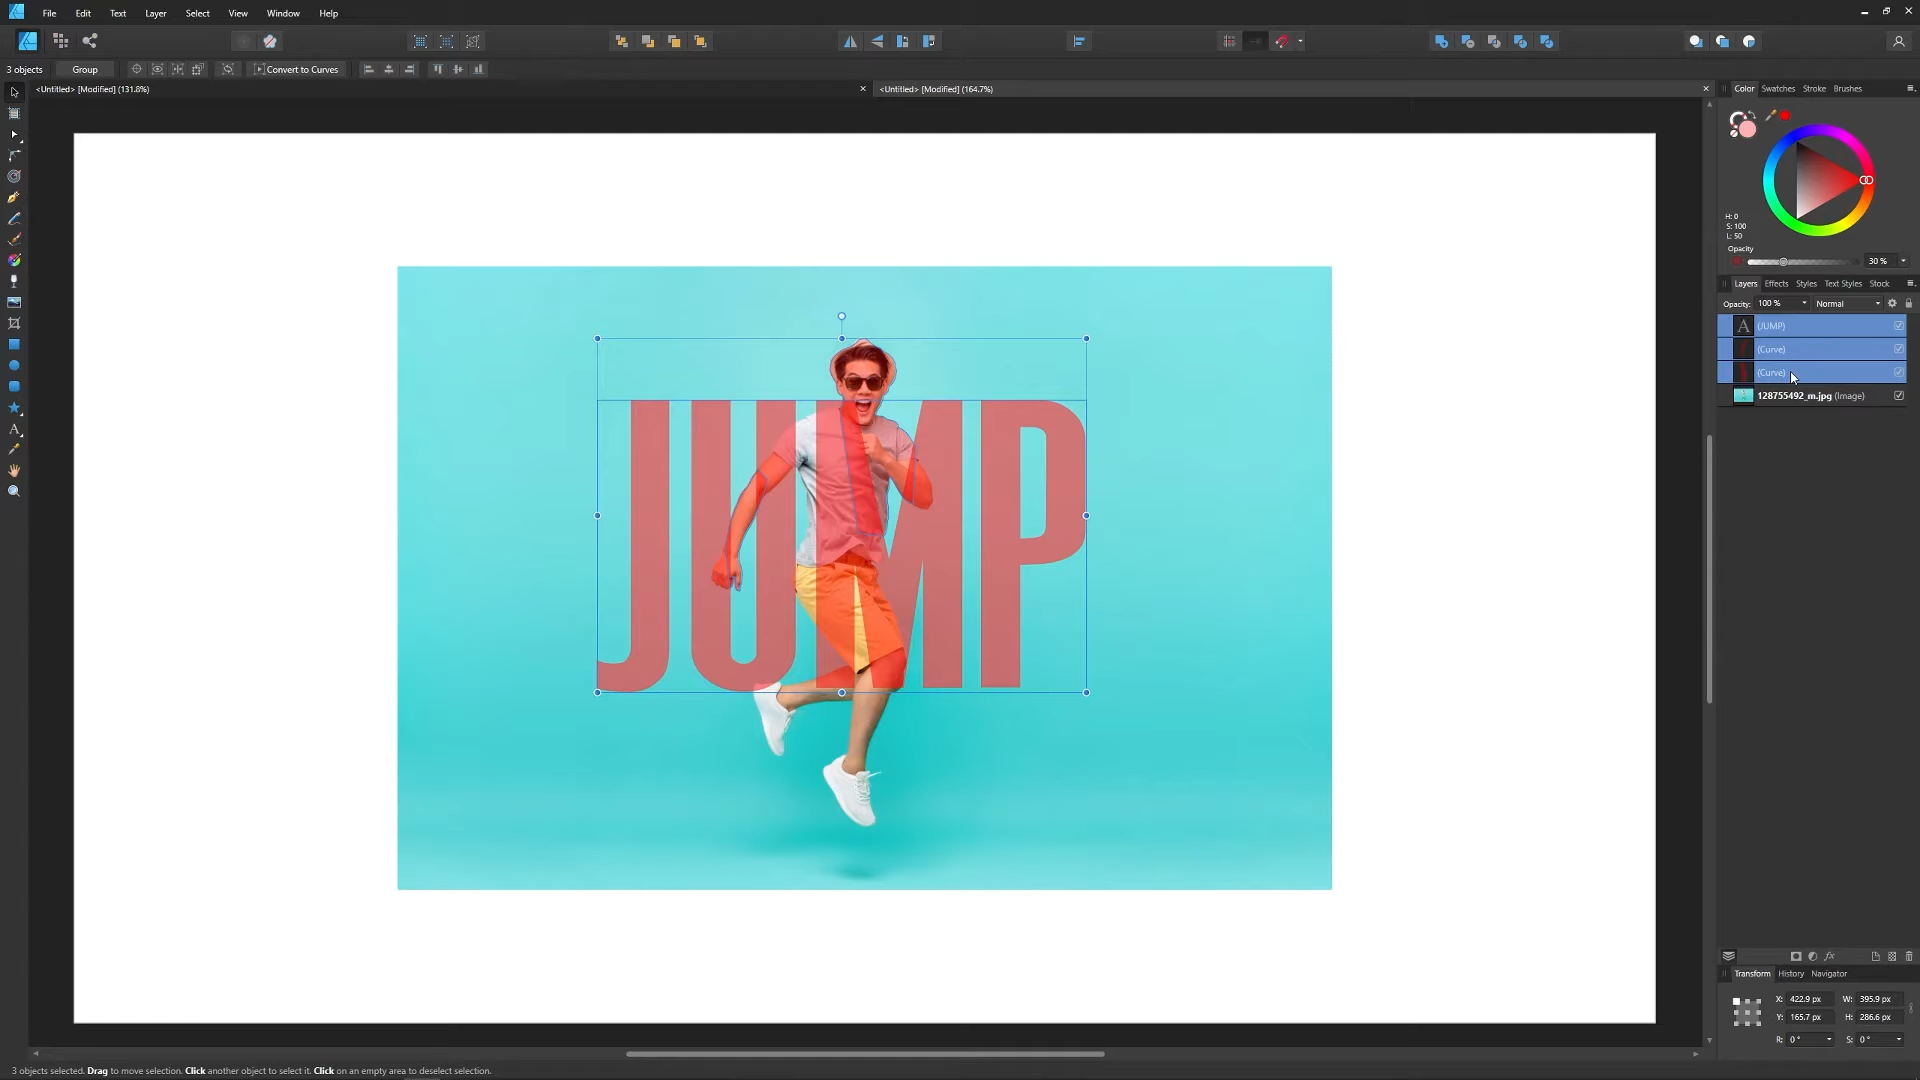 File Edit Text Layer Select View Window Help
3 objects Group Convert to Curves
<Untitled> [Modified] (131.8%) <Untitled> [Modified] (164.7%)
Color Swatches Stroke Brushes
H: 0
S: 100
L: 50
Opacity
30 %
Layers Effects Styles Text Styles Stock
Opacity: 100 % Normal
A (JUMP)
(Curve)
(Curve)
128755492_m.jpg (Image)
JUMP
Transform History Navigator
X: 422.9 px W: 395.9 px
Y: 165.7 px H: 286.6 px
R: 0 ° S: 0 °
3 objects selected. Drag to move selection. Click another object to select it. Click on an empty area to deselect selection.